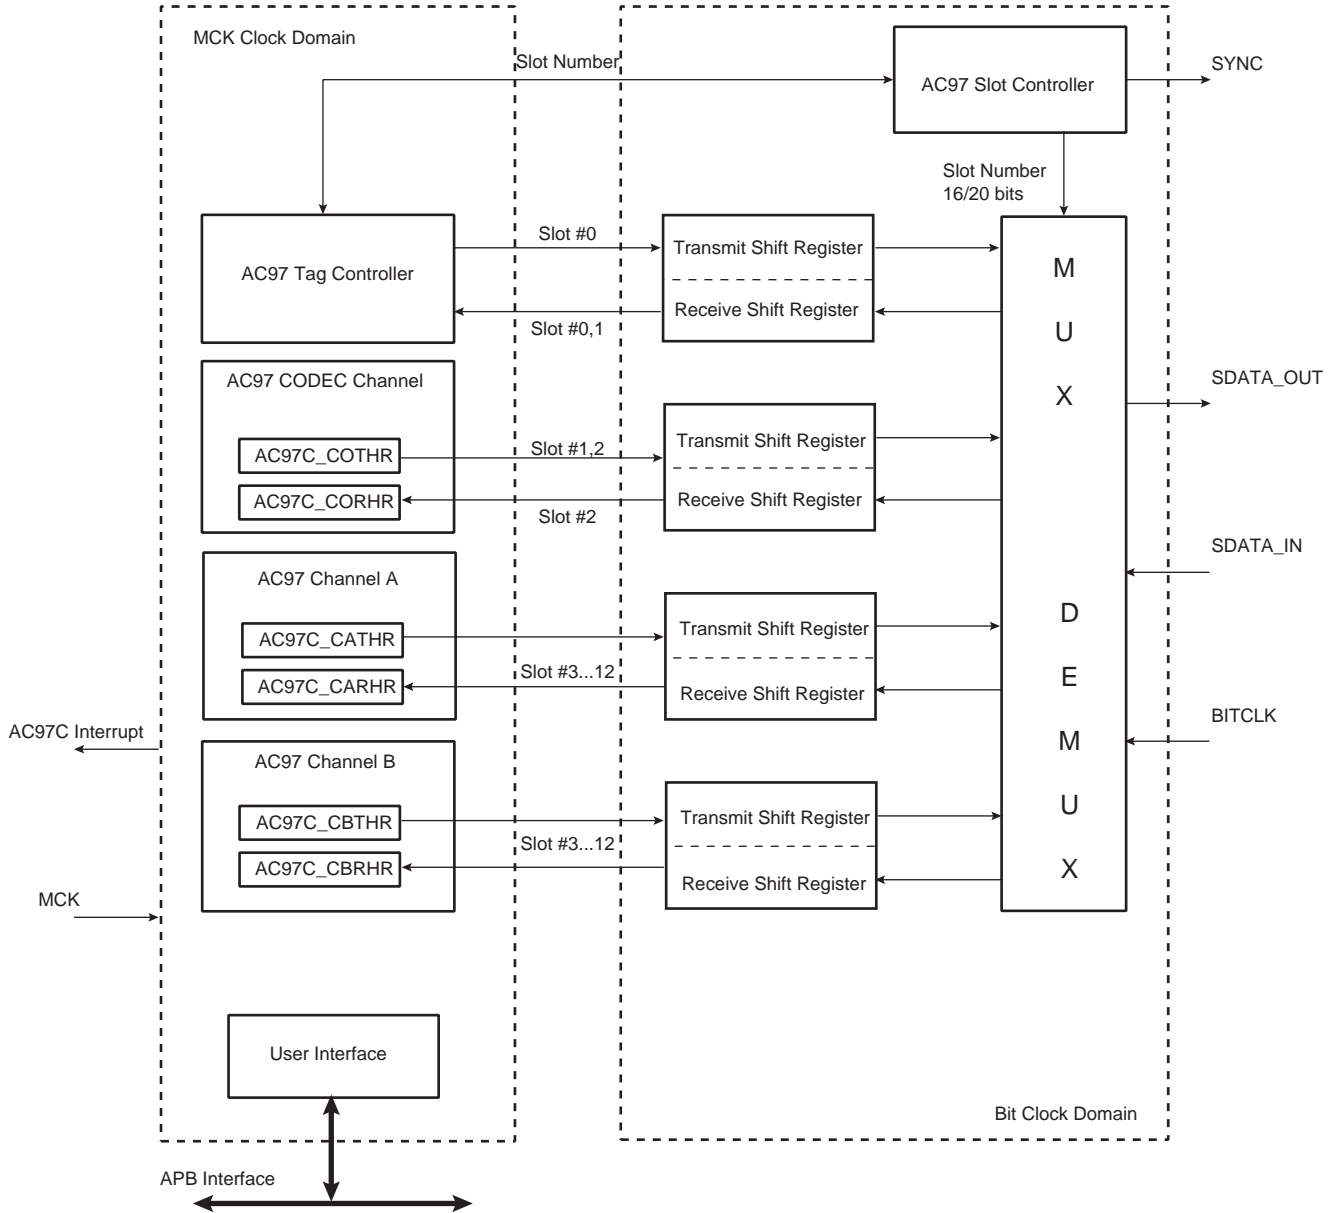 MCK Clock Domain
Slot Number
AC97 Slot Controller
SYNC
Slot Number
16/20 bits
AC97 Tag Controller
Slot #0
Slot #0,1
Transmit Shift Register
Receive Shift Register
M
U
X
D
E
M
U
X
SDATA_OUT
SDATA_IN
BITCLK
AC97 CODEC Channel
AC97C_COTHR
AC97C_CORHR
Slot #1,2
Slot #2
Transmit Shift Register
Receive Shift Register
AC97 Channel A
AC97C_CATHR
AC97C_CARHR
Slot #3...12
Transmit Shift Register
Receive Shift Register
AC97C Interrupt
AC97 Channel B
AC97C_CBTHR
AC97C_CBRHR
Slot #3...12
Transmit Shift Register
Receive Shift Register
MCK
User Interface
Bit Clock Domain
APB Interface